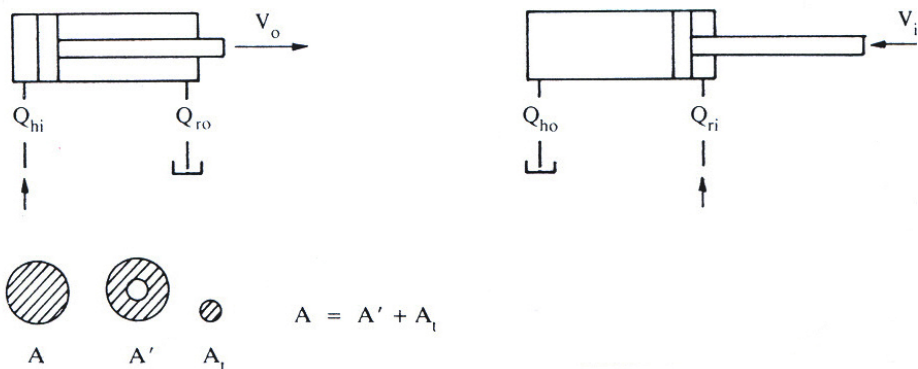 V_o
V_i
Q_hi
Q_ro
Q_ho
Q_ri
A = A' + A_t
A A' A_t